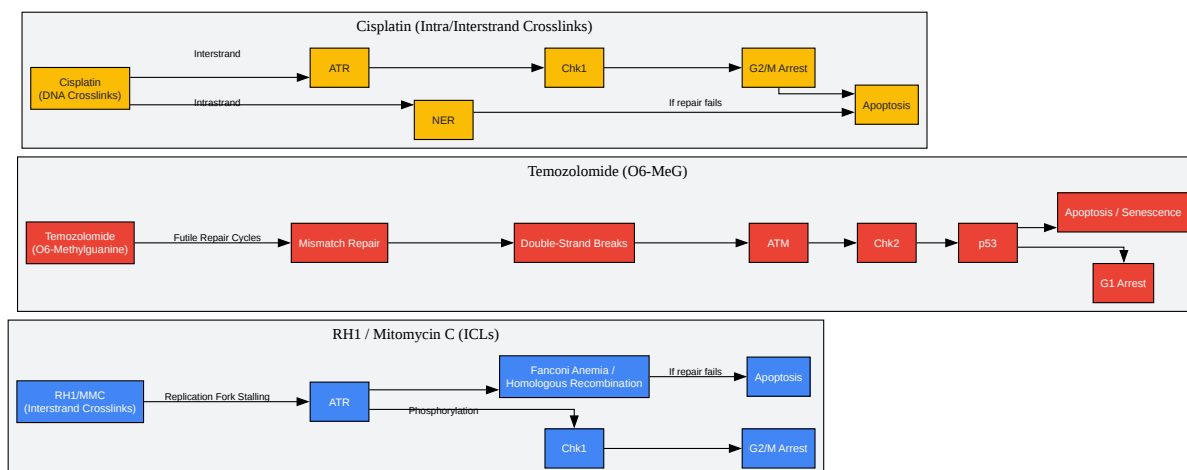 Cisplatin (Intra/Interstrand Crosslinks)
Interstrand
Cisplatin
(DNA Crosslinks)
ATR
Chk1
G2/M Arrest
Intrastrand
NER
If repair fails
Apoptosis
Temozolomide (O6-MeG)
Temozolomide
(O6-Methylguanine)
Futile Repair Cycles
Mismatch Repair
Double-Strand Breaks
ATM
Chk2
p53
Apoptosis / Senescence
G1 Arrest
RH1 / Mitomycin C (ICLs)
RH1/MMC
(Interstrand Crosslinks)
Replication Fork Stalling
ATR
Fanconi Anemia /
Homologous Recombination
If repair fails
Apoptosis
Phosphorylation
Chk1
G2/M Arrest